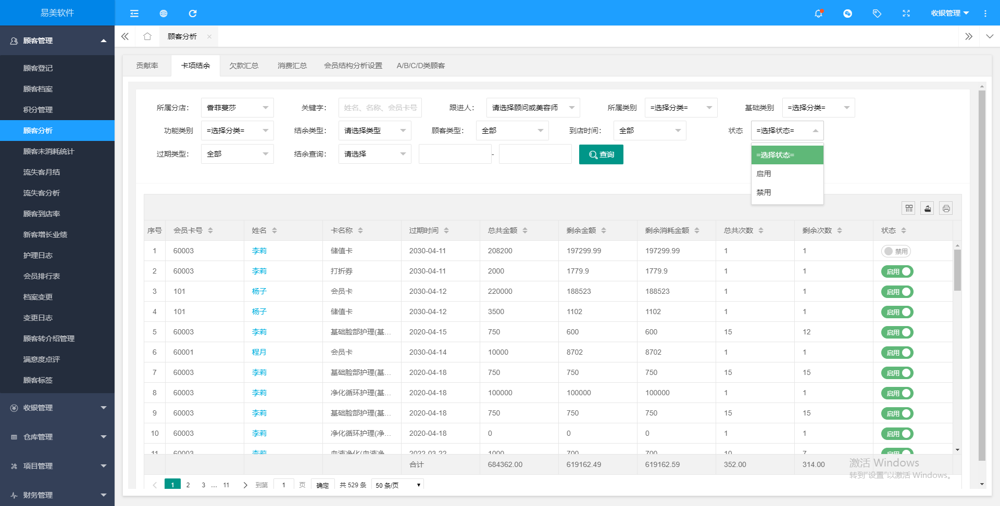 易美软件
收银管理
顾客管理
顾客登记
顾客档案
积分管理
顾客分析
顾客未消耗统计
流失客月结
流失客分析
顾客到店率
新客增长业绩
护理日志
会员排行表
档案变更
变更日志
顾客转介绍管理
满意度点评
顾客标签
收银管理
仓库管理
项目管理
财务管理
顾客分析
贡献率 卡项结余 欠款汇总 消费汇总 会员结构分析设置 A/B/C/D类顾客
所属分店: 香菲蔓莎 关键字: 姓名、名称、会员卡号 跟进人: 请选择顾问或美容师 所属类别 =选择分类= 基础类别 =选择分类=
功能类别 =选择分类= 结余类型: 请选择类型 顾客类型: 全部 到店时间: 全部 状态 =选择状态=
过期类型: 全部 结余查询: 请选择 - 查询
=选择状态=
启用
禁用
序号 会员卡号 姓名 卡名称 过期时间 总共金额 剩余金额 剩余消耗金额 总共次数 剩余次数 状态
1 60003 李莉 储值卡 2030-04-11 208200 197299.99 197299.99 1 1 禁用
2 60003 李莉 打折券 2030-04-11 2000 1779.9 1779.9 1 1 启用
3 101 杨子 会员卡 2030-04-12 220000 188523 188523 1 1 启用
4 101 杨子 储值卡 2030-04-12 3500 1102 1102 1 1 启用
5 60003 李莉 基础脸部护理(基... 2020-04-15 750 600 600 15 12 启用
6 60001 程月 会员卡 2030-04-14 10000 8702 8702 1 1 启用
7 60003 李莉 基础脸部护理(基... 2020-04-18 750 750 750 15 15 启用
8 60003 李莉 净化循环护理(基... 2020-04-18 100000 100000 100000 1 1 启用
9 60003 李莉 基础脸部护理(基... 2020-04-18 750 750 750 15 15 启用
10 60003 李莉 净化循环护理(净... 2020-04-18 0 0 0 1 1 启用
11 60003 李莉 血液净化(血液净... 2022-03-22 1000 700 700 10 7 启用
合计 684362.00 619162.49 619162.59 352.00 314.00
激活 Windows
转到"设置"以激活 Windows。
1 2 3 ... 11 到第 1 页 确定 共 529 条 50 条/页